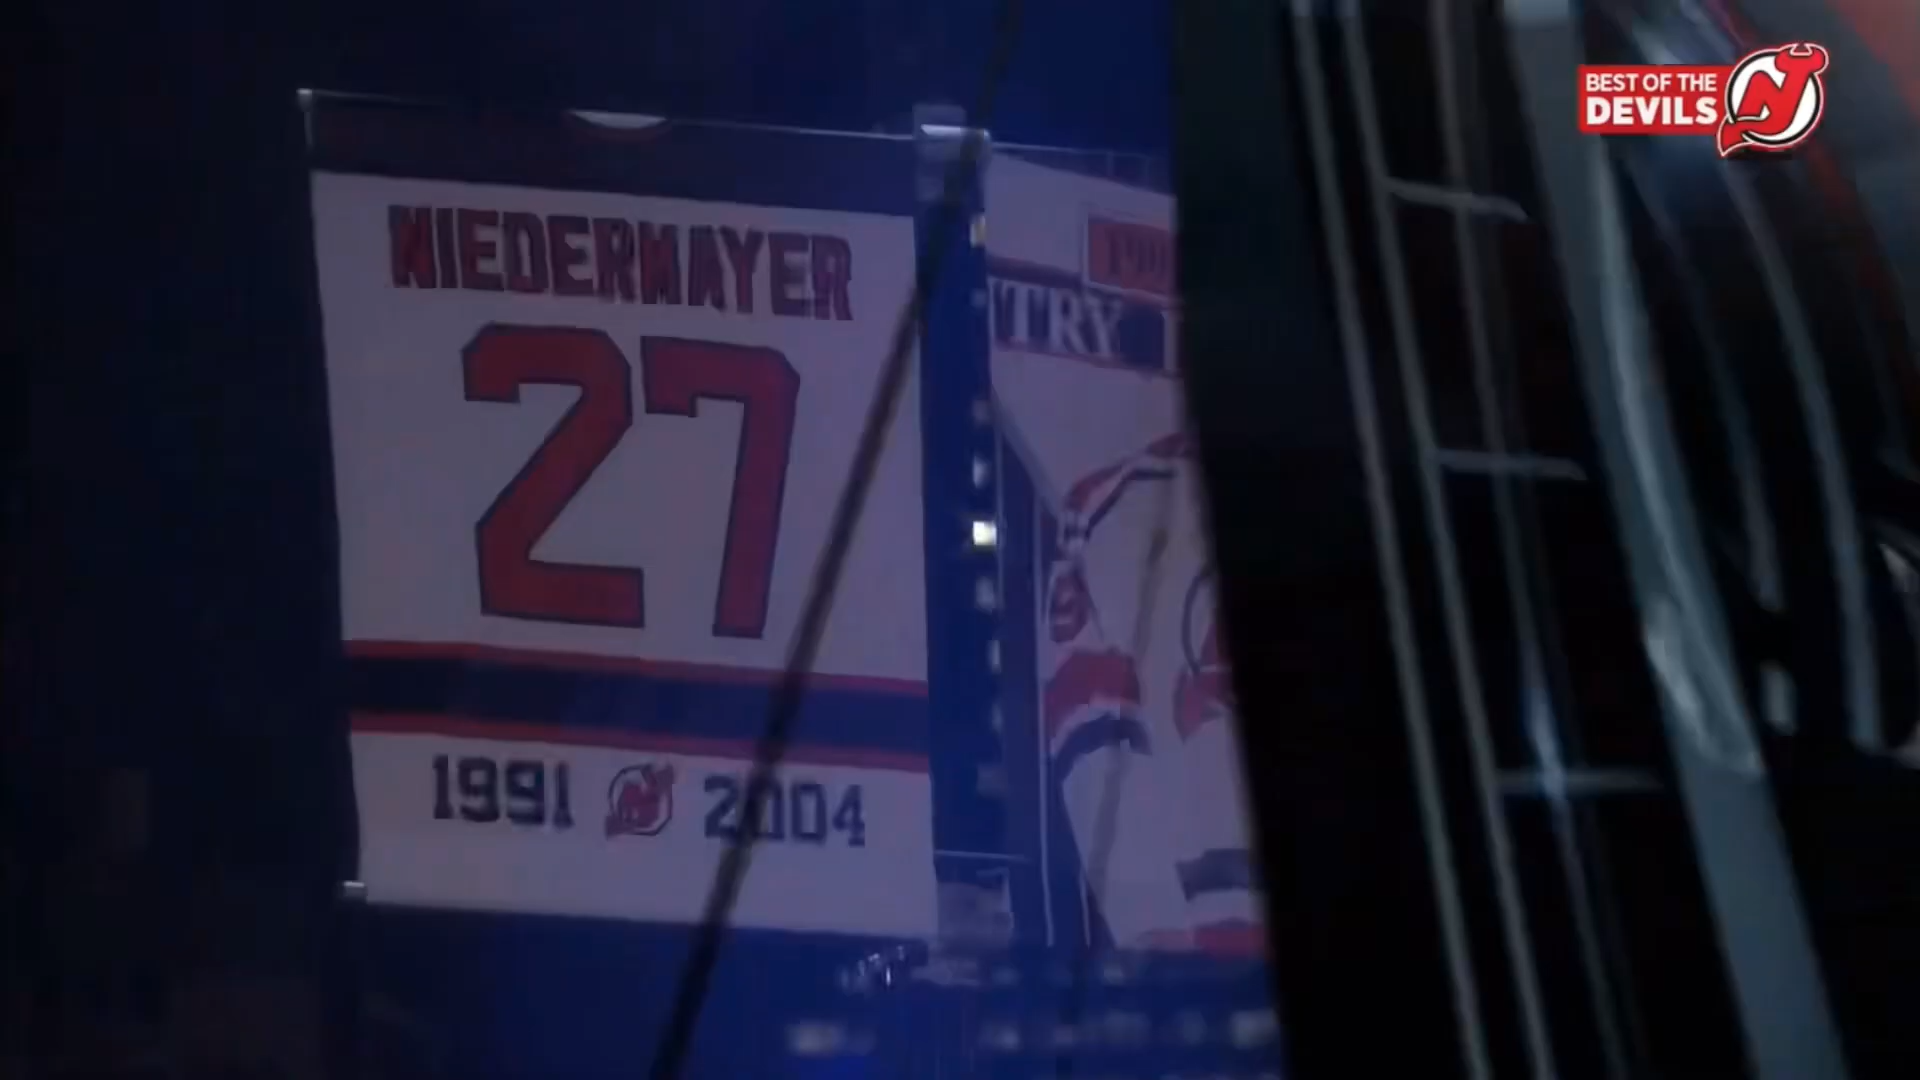 BEST OF THE
DEVILS
NIEDERMAYER
27
1991 2004
TRY